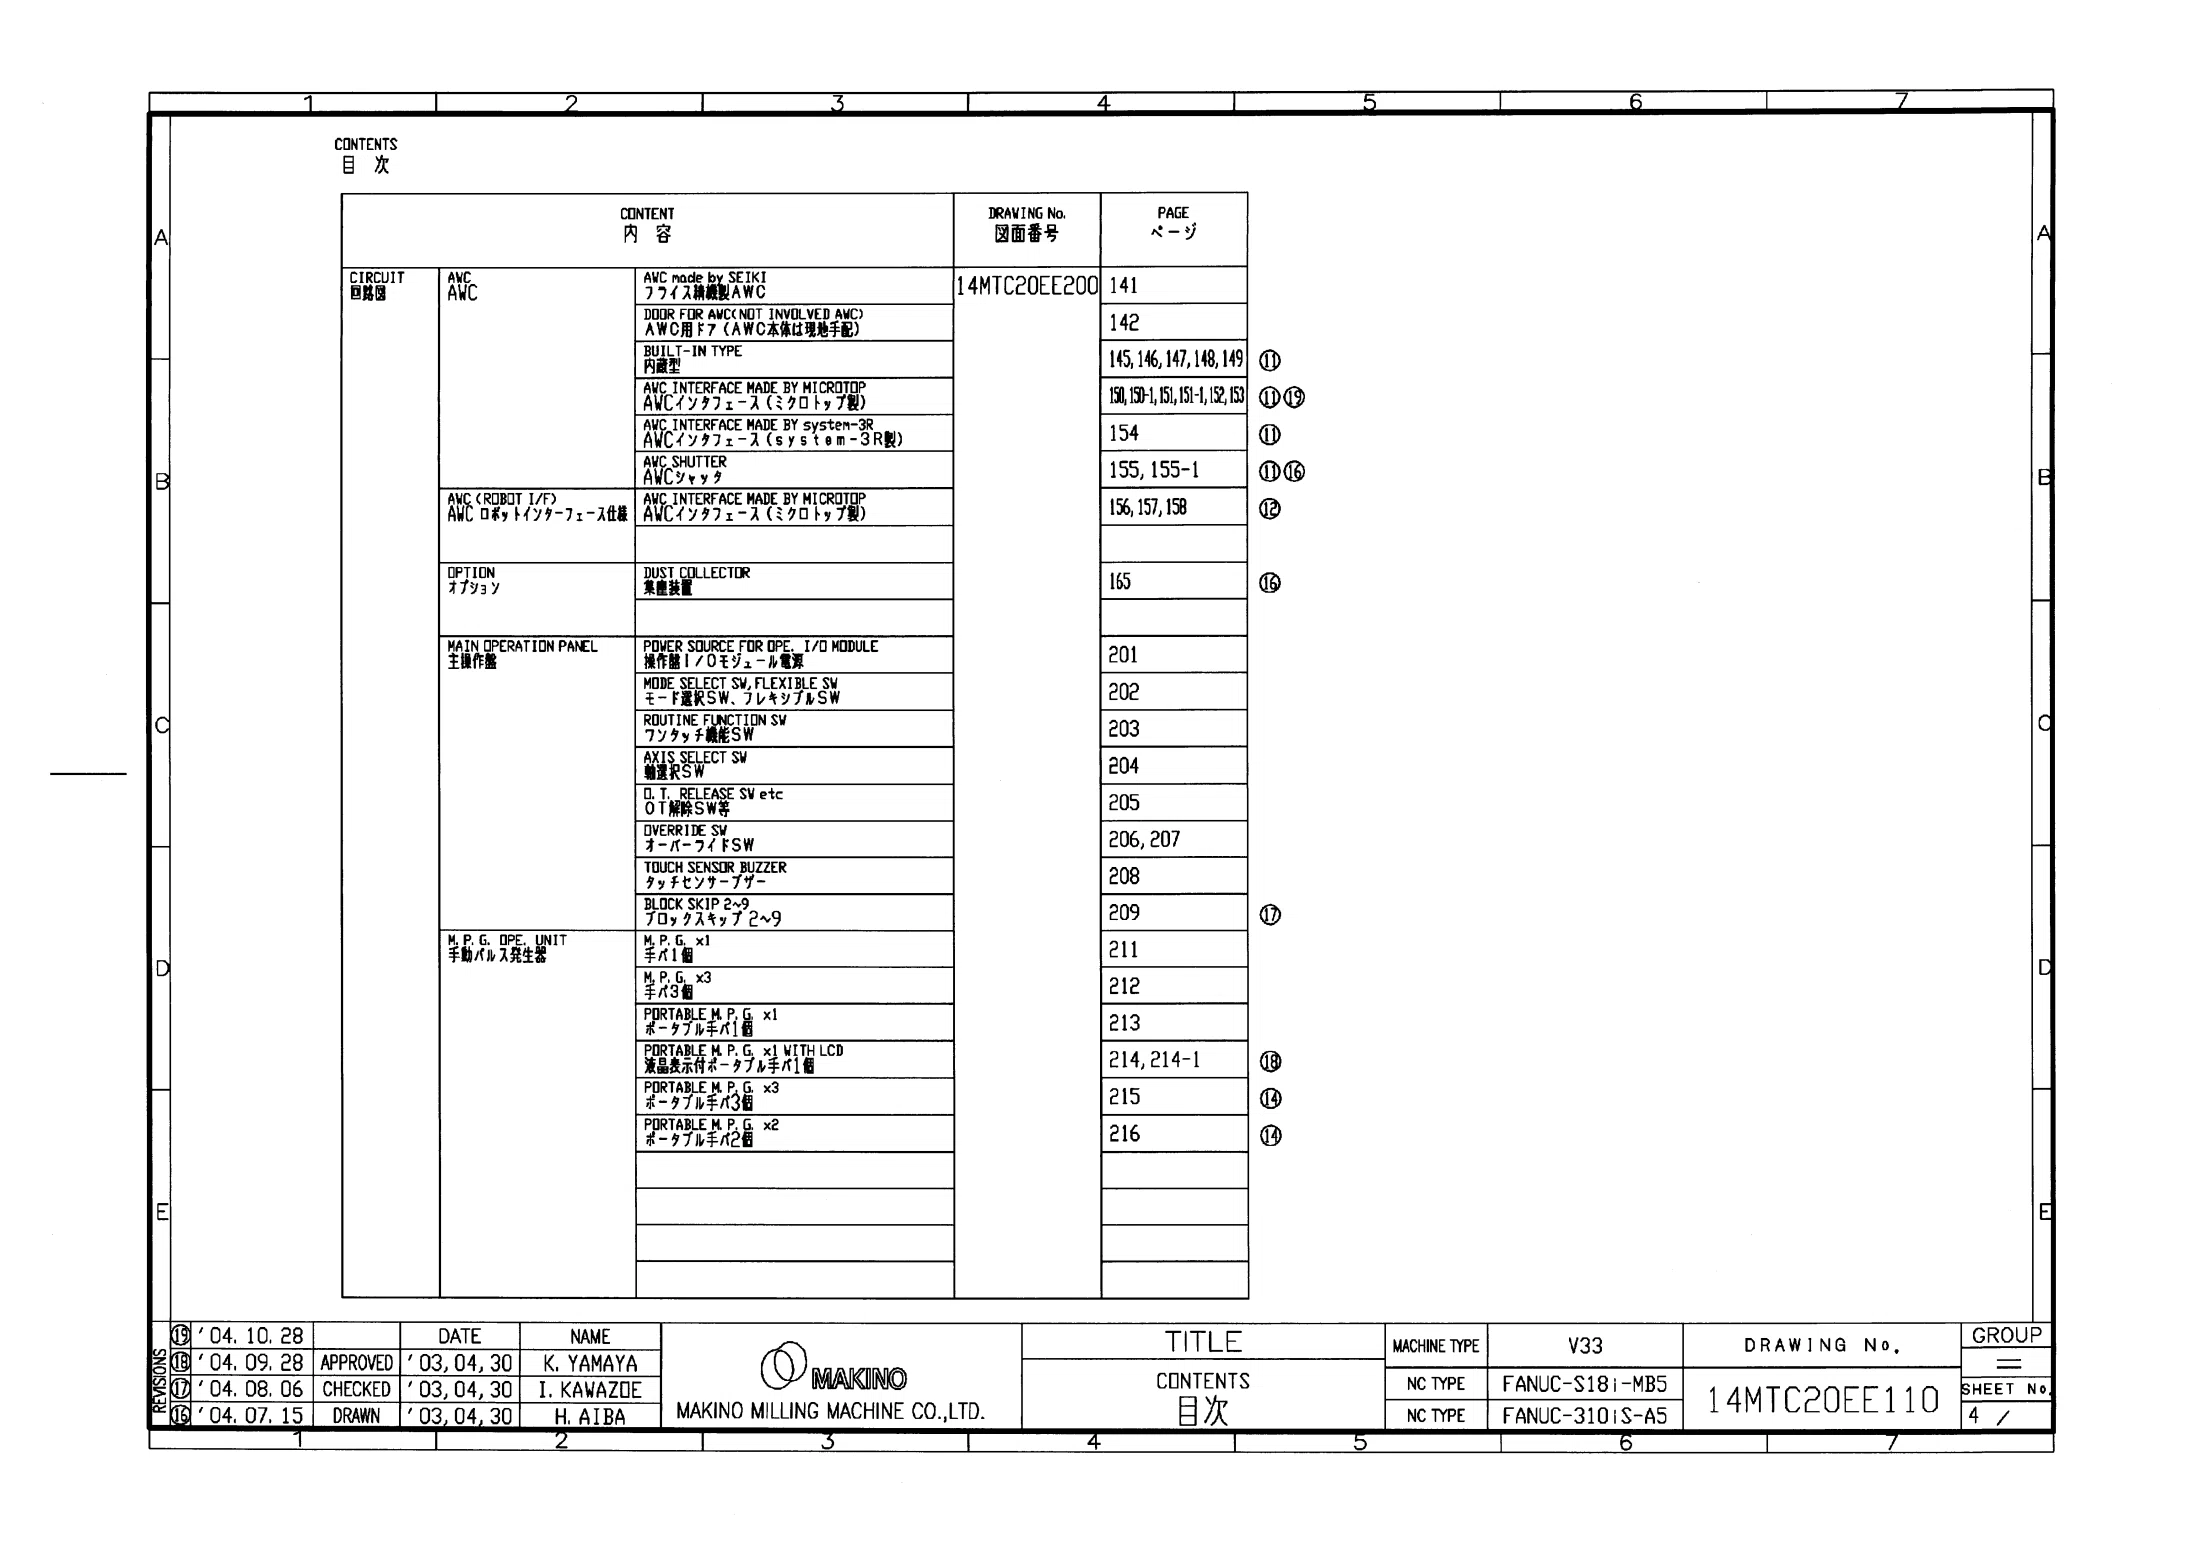 1 2 3 4 5 6 7
CONTENTS
目 次
CONTENT
内 容
DRAWING No.
図面番号
PAGE
ページ
CIRCUIT
回路図
AWC
AWC
AWC made by SEIKI
フライス精機製AWC
14MTC20EE200
141
DOOR FOR AWC(NOT INVOLVED AWC)
AWC用ドア(AWC本体は現地手配)
142
BUILT-IN TYPE
内蔵型
145, 146, 147, 148, 149 ⑪
AWC INTERFACE MADE BY MICROTOP
AWCインタフェース(ミクロトップ製)
150, 150-1, 151, 151-1, 152, 153 ⑪⑲
AWC INTERFACE MADE BY system-3R
AWCインタフェース(system-3R製)
154 ⑪
AWC SHUTTER
AWCシャッタ
155, 155-1 ⑪⑯
AWC (ROBOT I/F)
AWC ロボットインターフェース仕様
AWC INTERFACE MADE BY MICROTOP
AWCインタフェース(ミクロトップ製)
156, 157, 158 ⑫
OPTION
オプション
DUST COLLECTOR
集塵装置
165 ⑯
MAIN OPERATION PANEL
主操作盤
POWER SOURCE FOR OPE. I/O MODULE
操作盤I/Oモジュール電源
201
MODE SELECT SW, FLEXIBLE SW
モード選択SW、フレキシブルSW
202
ROUTINE FUNCTION SW
ワンタッチ機能SW
203
AXIS SELECT SW
軸選択SW
204
O. T. RELEASE SW etc
OT解除SW等
205
OVERRIDE SW
オーバーライドSW
206, 207
TOUCH SENSOR BUZZER
タッチセンサーブザー
208
BLOCK SKIP 2~9
ブロックスキップ 2~9
209 ⑰
M. P. G. OPE. UNIT
手動パルス発生器
M. P. G. x1
手パ1個
211
M. P. G. x3
手パ3個
212
PORTABLE M. P. G. x1
ポータブル手パ1個
213
PORTABLE M. P. G. x1 WITH LCD
液晶表示付ポータブル手パ1個
214, 214-1 ⑱
PORTABLE M. P. G. x3
ポータブル手パ3個
215 ⑭
PORTABLE M. P. G. x2
ポータブル手パ2個
216 ⑭
A A
B B
C C
D D
E E
REVISIONS
⑲ '04. 10. 28 DATE NAME
⑱ '04. 09. 28 APPROVED '03, 04, 30 K. YAMAYA
⑰ '04. 08. 06 CHECKED '03, 04, 30 I. KAWAZOE
⑯ '04. 07. 15 DRAWN '03, 04, 30 H. AIBA
MAKINO
MAKINO MILLING MACHINE CO.,LTD.
TITLE
CONTENTS
目次
MACHINE TYPE V33
NC TYPE FANUC-S18i-MB5
NC TYPE FANUC-310iS-A5
DRAWING No.
14MTC20EE110
GROUP
=
SHEET No.
4 /
1 2 3 4 5 6 7